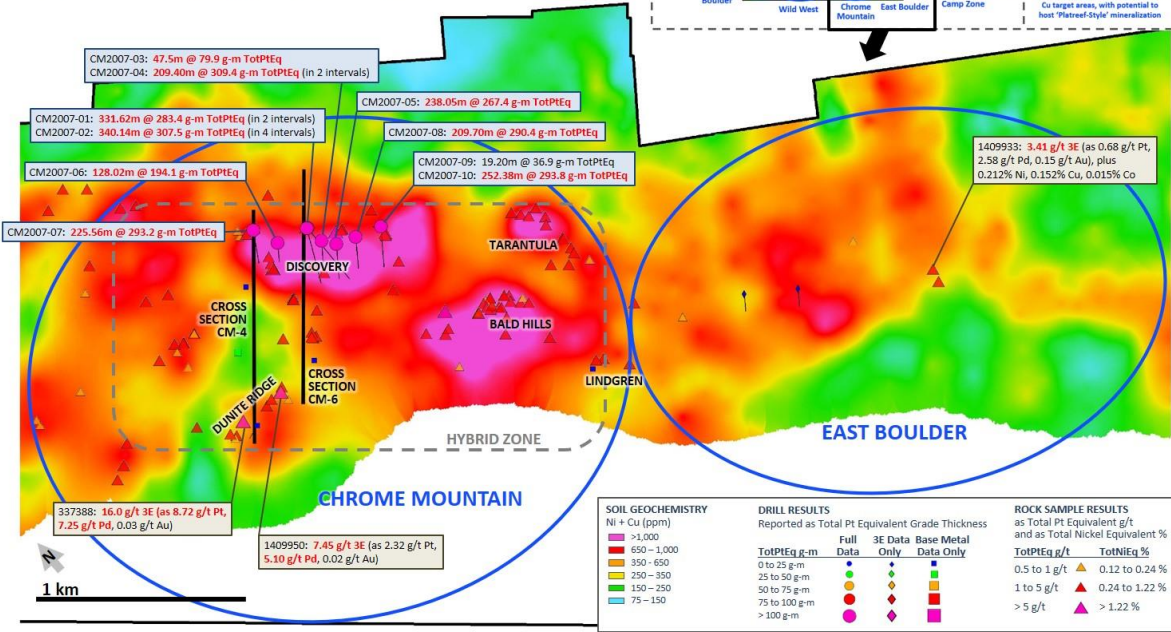 Boulder
Wild West
Chrome
Mountain
East Boulder
Camp Zone
Cu target areas, with potential to
host ‘Platreef-Style’ mineralization
CM2007-03: 47.5m @ 79.9 g-m TotPtEq
CM2007-04: 209.40m @ 309.4 g-m TotPtEq (in 2 intervals)
CM2007-05: 238.05m @ 267.4 g-m TotPtEq
CM2007-01: 331.62m @ 283.4 g-m TotPtEq (in 2 intervals)
CM2007-02: 340.14m @ 307.5 g-m TotPtEq (in 4 intervals)
CM2007-08: 209.70m @ 290.4 g-m TotPtEq
CM2007-09: 19.20m @ 36.9 g-m TotPtEq
CM2007-10: 252.38m @ 293.8 g-m TotPtEq
CM2007-06: 128.02m @ 194.1 g-m TotPtEq
CM2007-07: 225.56m @ 293.2 g-m TotPtEq
1409933: 3.41 g/t 3E (as 0.68 g/t Pt,
2.58 g/t Pd, 0.15 g/t Au), plus
0.212% Ni, 0.152% Cu, 0.015% Co
TARANTULA
DISCOVERY
CROSS
SECTION
CM-4
BALD HILLS
CROSS
SECTION
CM-6
LINDGREN
DUNITE RIDGE
HYBRID ZONE
EAST BOULDER
CHROME MOUNTAIN
337388: 16.0 g/t 3E (as 8.72 g/t Pt,
7.25 g/t Pd, 0.03 g/t Au)
1409950: 7.45 g/t 3E (as 2.32 g/t Pt,
5.10 g/t Pd, 0.02 g/t Au)
N
1 km
SOIL GEOCHEMISTRY
Ni + Cu (ppm)
>1,000
650 – 1,000
350 - 650
250 – 350
150 – 250
75 – 150
DRILL RESULTS
Reported as Total Pt Equivalent Grade Thickness
TotPtEq g-m
Full
Data
3E Data
Only
Base Metal
Data Only
0 to 25 g-m
25 to 50 g-m
50 to 75 g-m
75 to 100 g-m
> 100 g-m
ROCK SAMPLE RESULTS
as Total Pt Equivalent g/t
and as Total Nickel Equivalent %
TotPtEq g/t TotNiEq %
0.5 to 1 g/t 0.12 to 0.24 %
1 to 5 g/t 0.24 to 1.22 %
> 5 g/t > 1.22 %